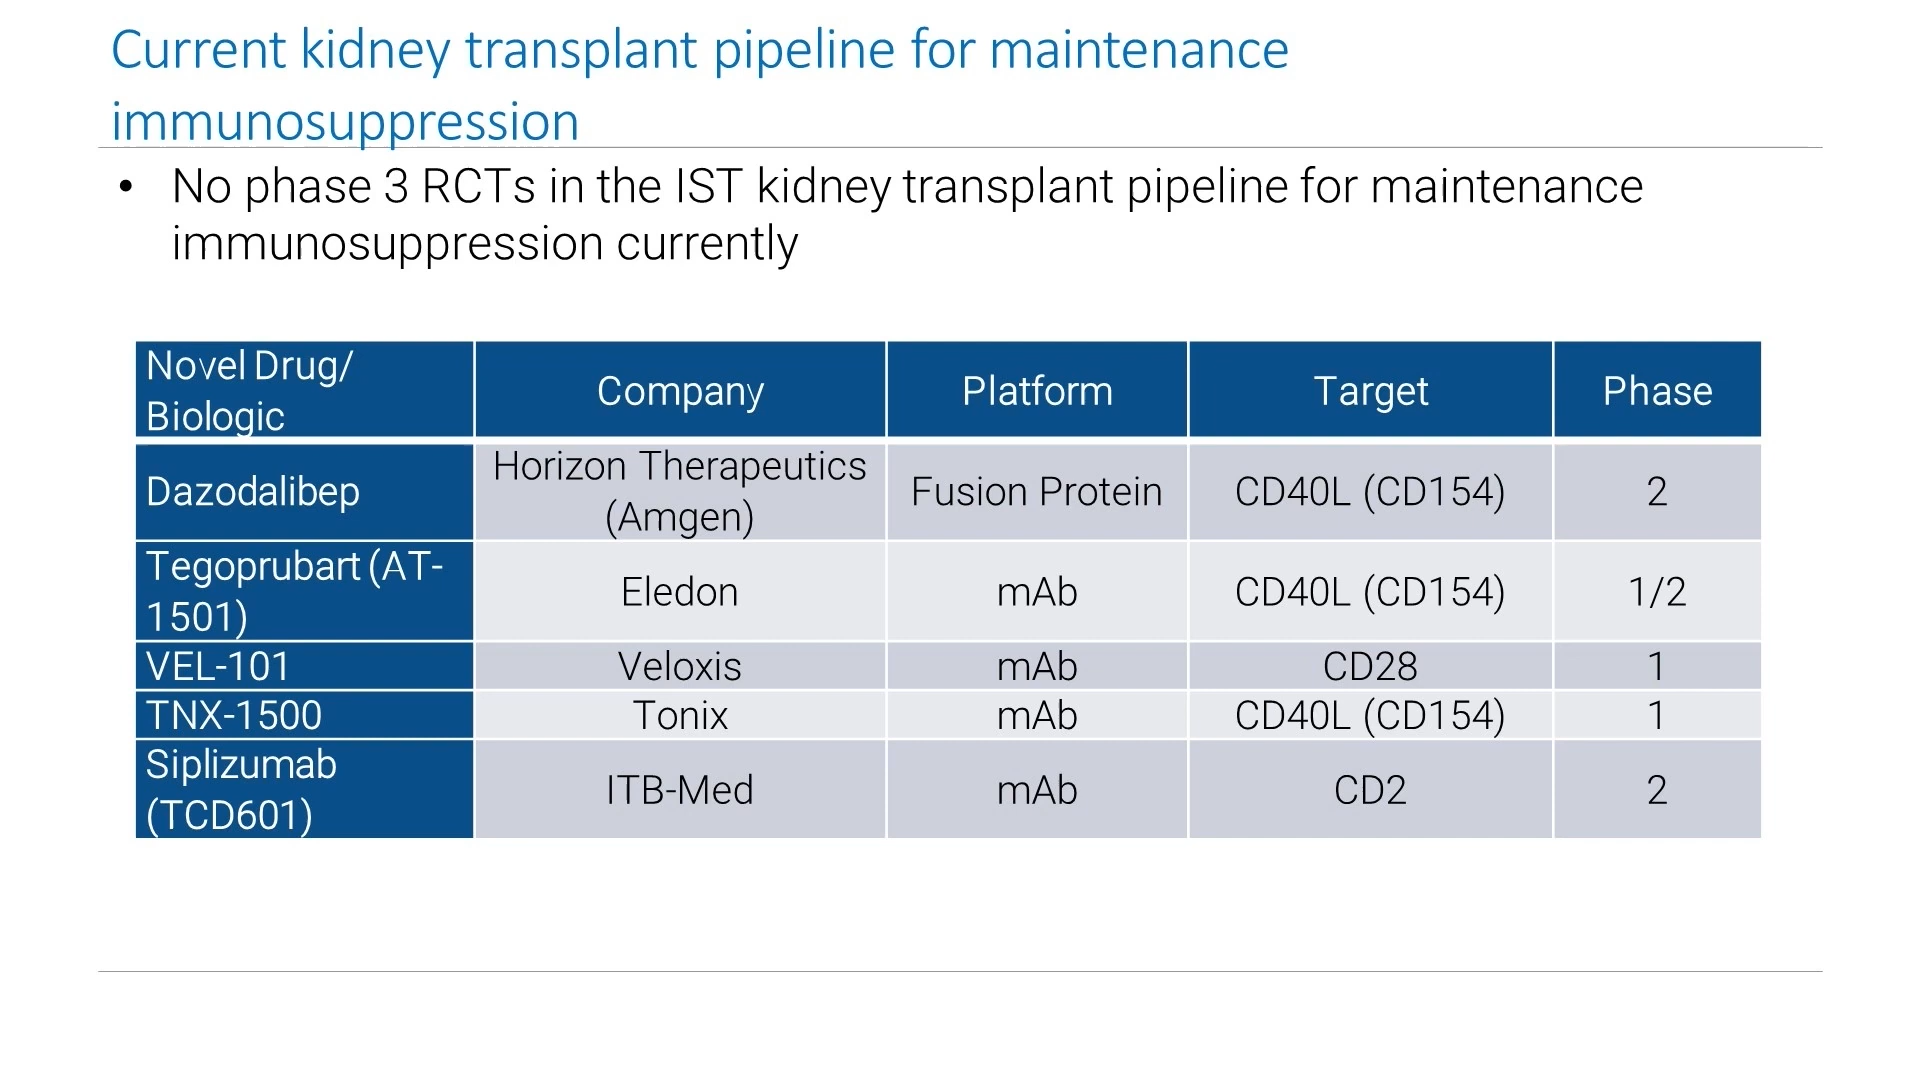 Current kidney transplant pipeline for maintenance
immunosuppression
• No phase 3 RCTs in the IST kidney transplant pipeline for maintenance
immunosuppression currently
Novel Drug/
Biologic
Company
Platform
Target
Phase
Dazodalibep
Horizon Therapeutics
(Amgen)
Fusion Protein
CD40L (CD154)
2
Tegoprubart (AT-
1501)
Eledon
mAb
CD40L (CD154)
1/2
VEL-101
Veloxis
mAb
CD28
1
TNX-1500
Tonix
mAb
CD40L (CD154)
1
Siplizumab
(TCD601)
ITB-Med
mAb
CD2
2